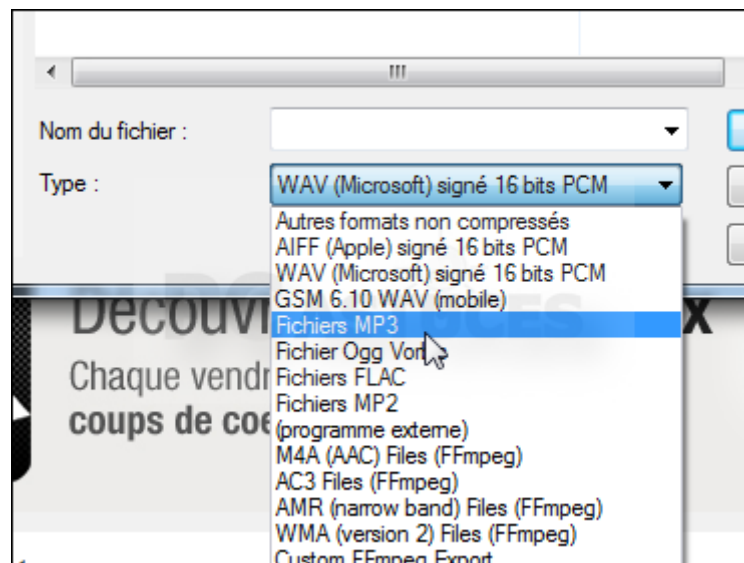 Nom du fichier :
Type :
WAV (Microsoft) signé 16 bits PCM
Autres formats non compressés
AIFF (Apple) signé 16 bits PCM
WAV (Microsoft) signé 16 bits PCM
GSM 6.10 WAV (mobile)
Fichiers MP3
Fichier Ogg
Fichiers FLAC
Fichiers MP2
(programme externe)
M4A (AAC) Files (FFmpeg)
AC3 Files (FFmpeg)
AMR (narrow band) Files (FFmpeg)
WMA (version 2) Files (FFmpeg)
Custom FFmpeg Export
Découv
x
Chaque vendr
coups de coe